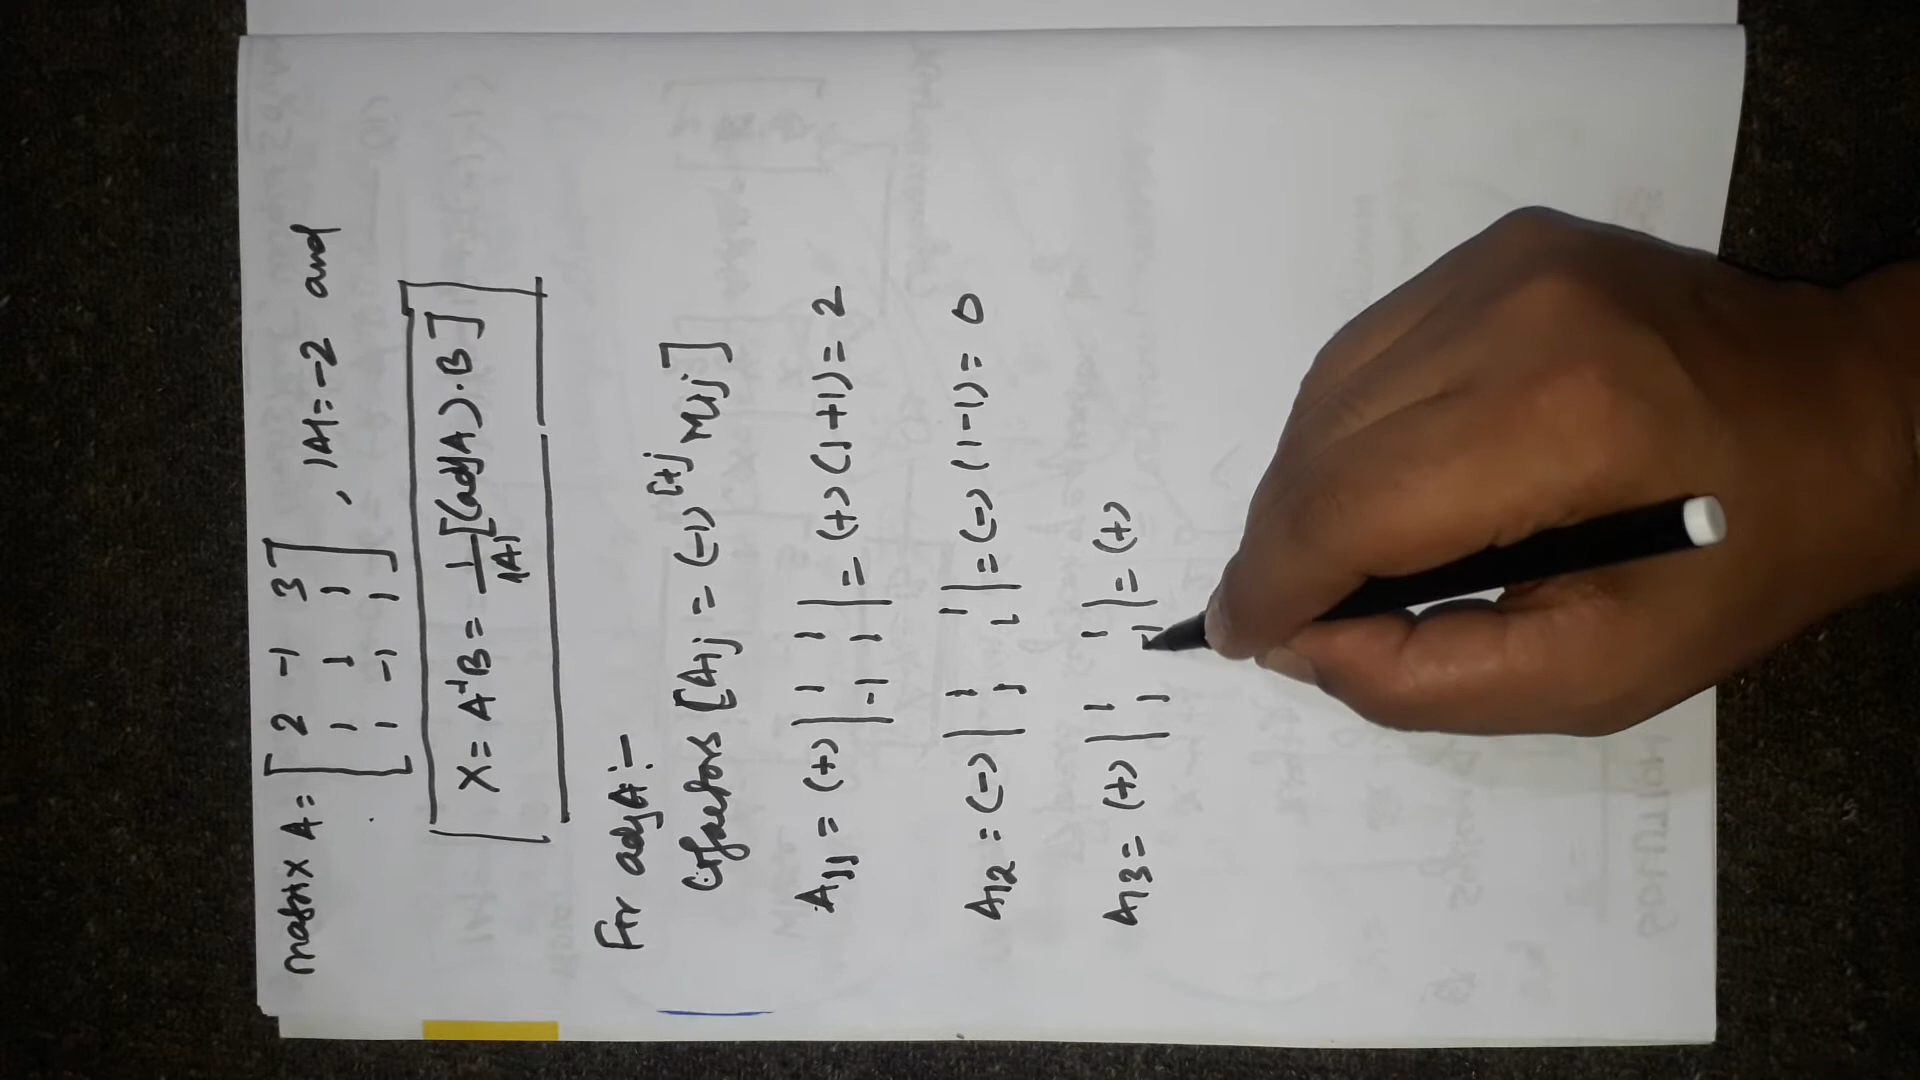 matrix A = [ 2 -1 3
1 1 1
1 -1 1 ] , |A| = -2 and
X = A⁻¹B = 1/|A| [(adjA).B]
For adjA:-
Cofactors [Aij = (-1)^i+j Mij]
A11 = (+) | 1 1
-1 1 | = (+) (1+1) = 2
A12 = (-) | 1 1
1 1 | = (-) (1-1) = 0
A13 = (+) | 1 1
1 -1 | = (+)